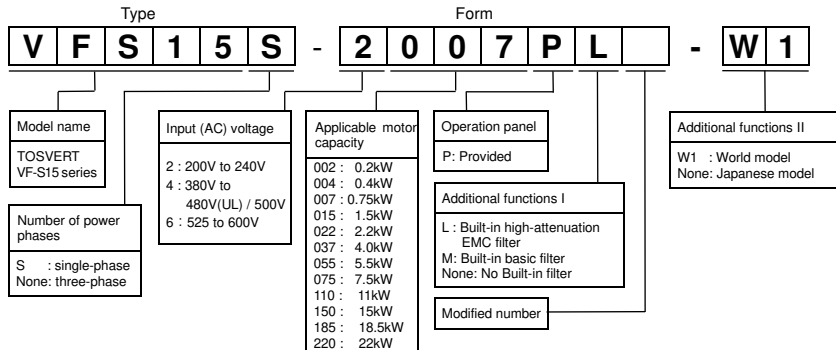 Type
Form
V F S 1 5 S - 2 0 0 7 P L - W 1
Model name
TOSVERT
VF-S15 series
Number of power
phases
S : single-phase
None: three-phase
Input (AC) voltage
2 : 200V to 240V
4 : 380V to
480V(UL) / 500V
6 : 525 to 600V
Applicable motor
capacity
002 : 0.2kW
004 : 0.4kW
007 : 0.75kW
015 : 1.5kW
022 : 2.2kW
037 : 4.0kW
055 : 5.5kW
075 : 7.5kW
110 : 11kW
150 : 15kW
185 : 18.5kW
220 : 22kW
Operation panel
P: Provided
Additional functions I
L : Built-in high-attenuation
EMC filter
M: Built-in basic filter
None: No Built-in filter
Modified number
Additional functions II
W1 : World model
None: Japanese model